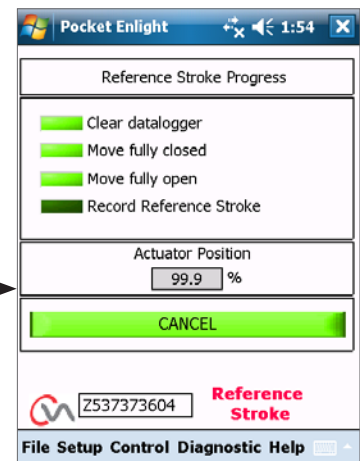 Pocket Enlight 1:54
Reference Stroke Progress
Clear datalogger
Move fully closed
Move fully open
Record Reference Stroke
Actuator Position
99.9 %
CANCEL
Z537373604
Reference
Stroke
File Setup Control Diagnostic Help